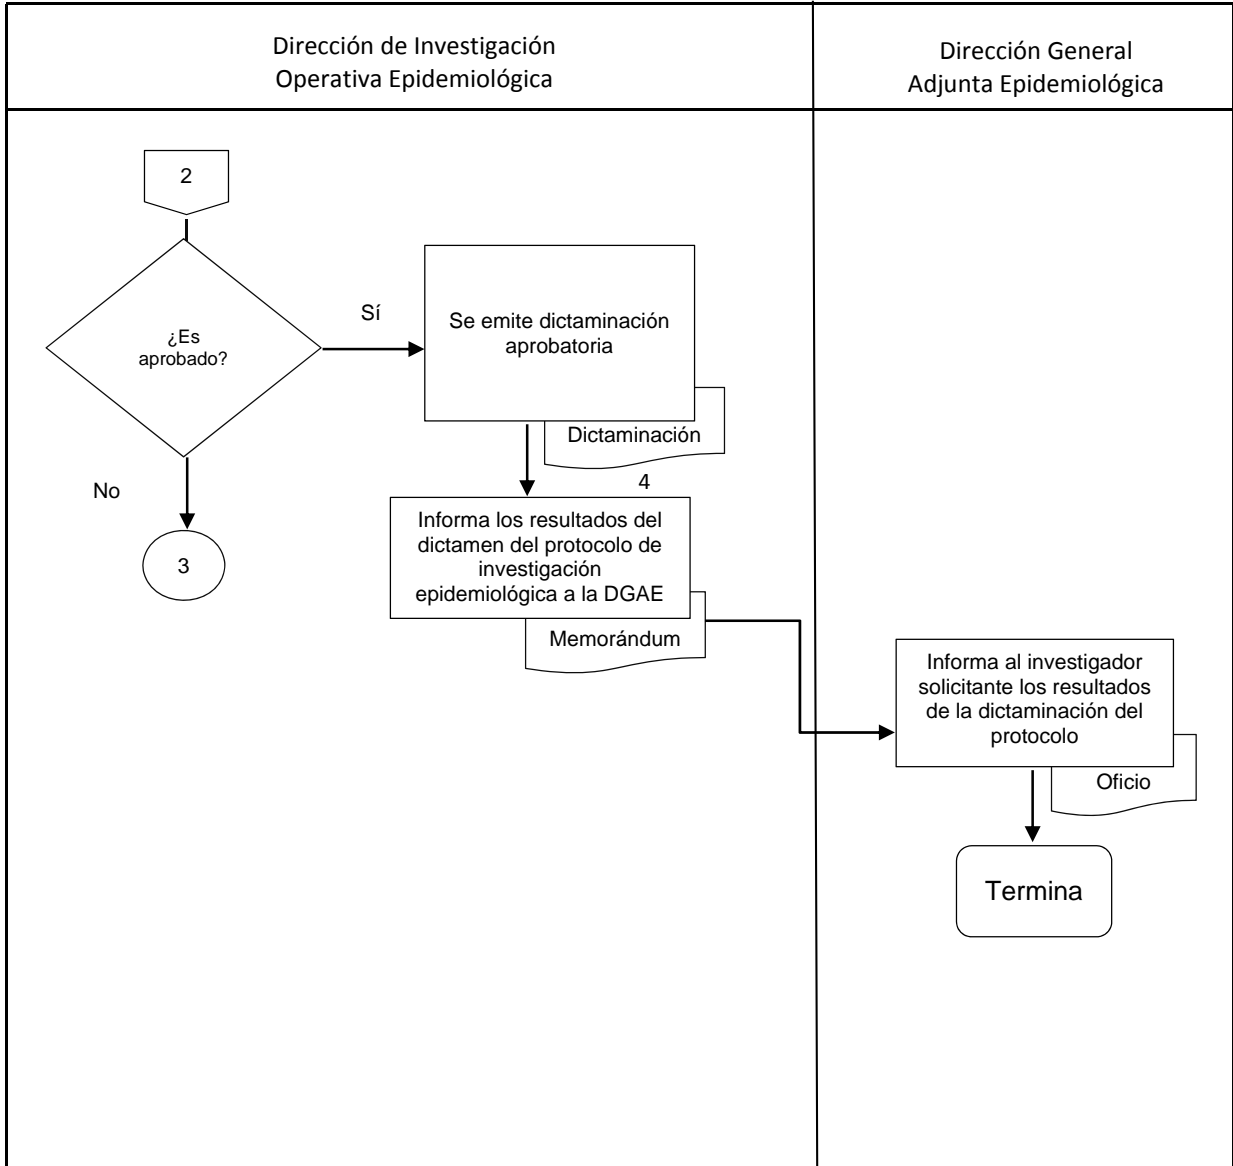 Dirección de Investigación
Operativa Epidemiológica
Dirección General
Adjunta Epidemiológica
2
¿Es
aprobado?
Sí
Se emite dictaminación
aprobatoria
Dictaminación
No
3
4
Informa los resultados del
dictamen del protocolo de
investigación
epidemiológica a la DGAE
Memorándum
Informa al investigador
solicitante los resultados
de la dictaminación del
protocolo
Oficio
Termina